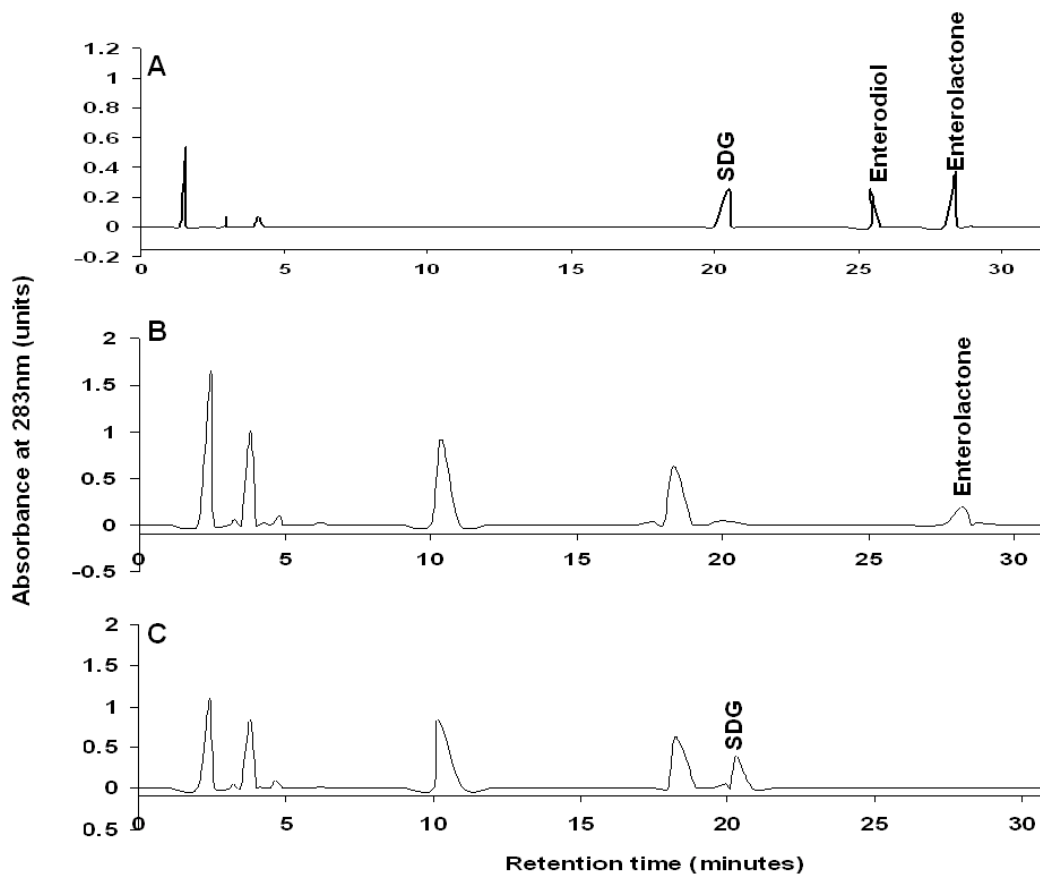 Absorbance at 283nm (units)
A
1.2
1
0.8
0.6
0.4
0.2
0
-0.2
SDG
Enterodiol
Enterolactone
0 5 10 15 20 25 30
B
2
1.5
1
0.5
0
-0.5
Enterolactone
0 5 10 15 20 25 30
C
2
1.5
1
0.5
0
0.5
SDG
0 5 10 15 20 25 30
Retention time (minutes)